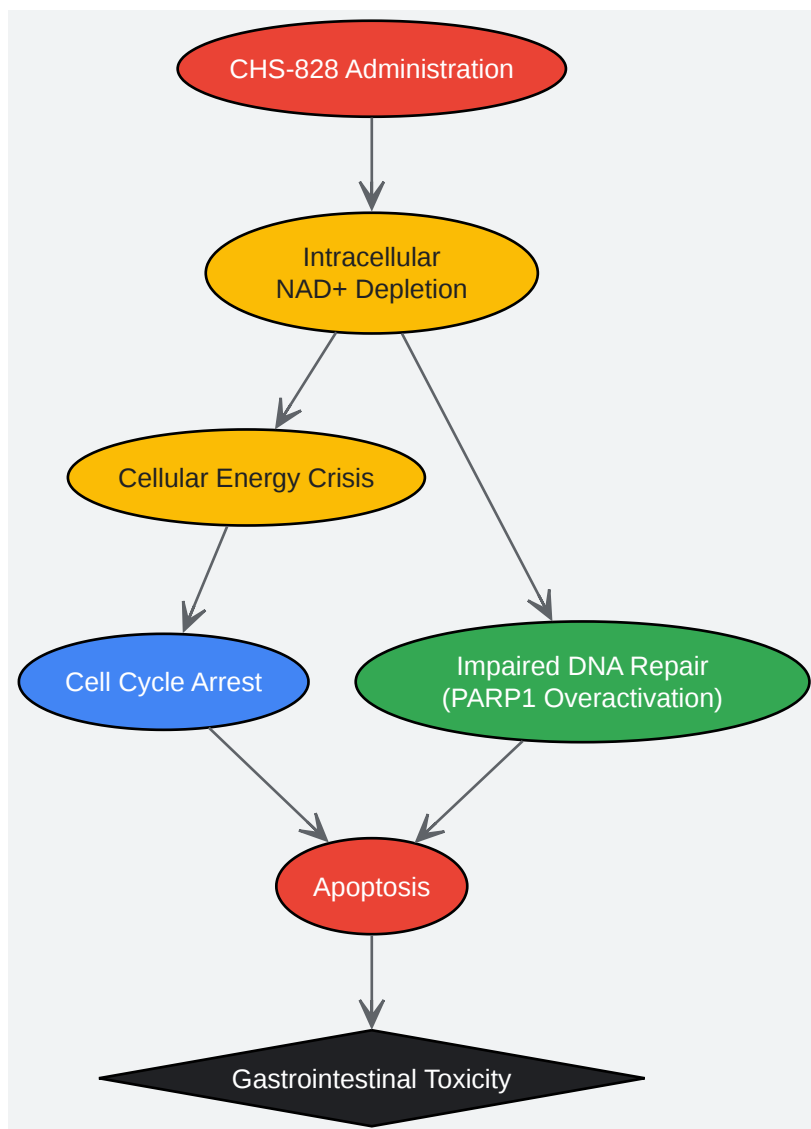 CHS-828 Administration
Intracellular
NAD+ Depletion
Cellular Energy Crisis
Cell Cycle Arrest
Impaired DNA Repair
(PARP1 Overactivation)
Apoptosis
Gastrointestinal Toxicity